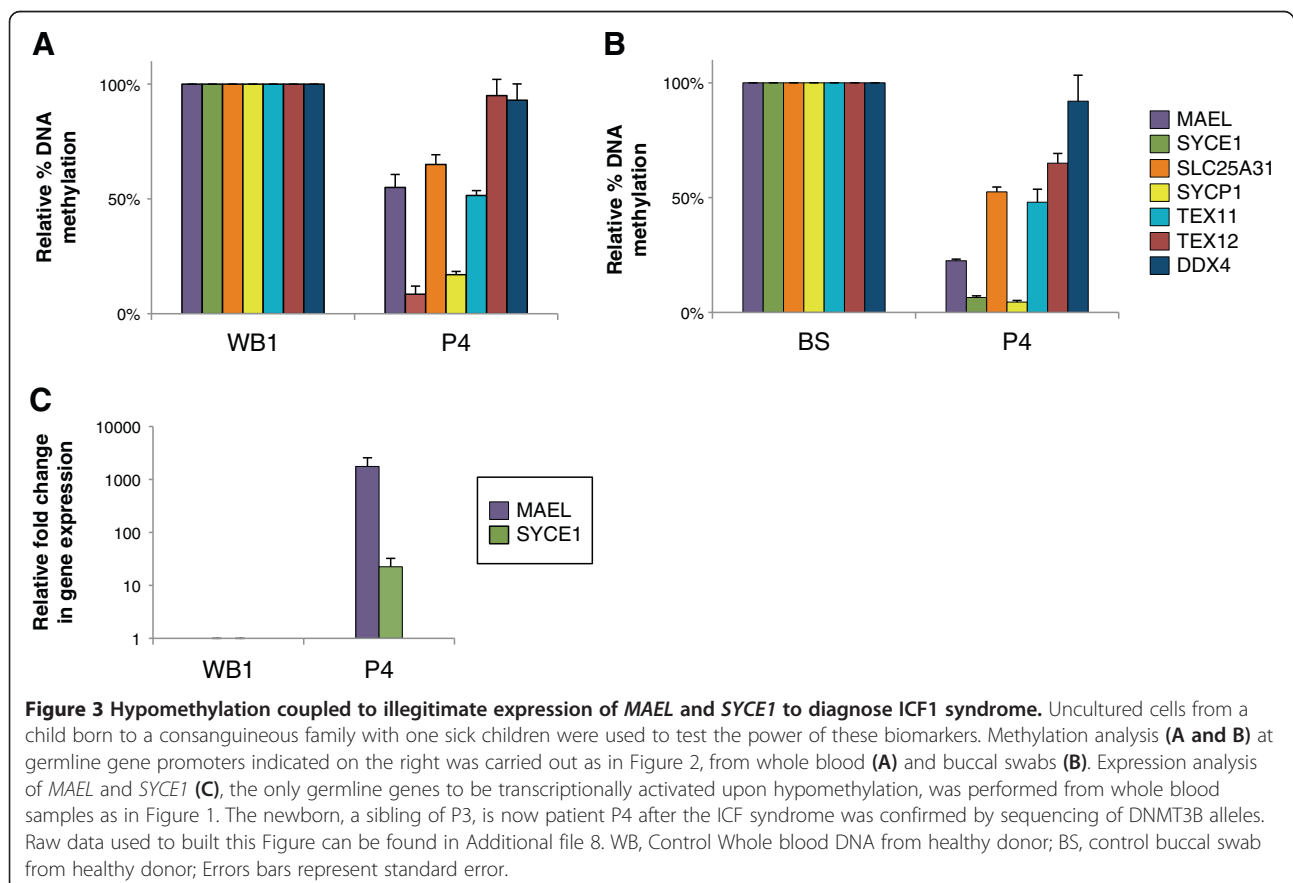 A
Relative % DNA
methylation
100%
50%
0%
WB1
P4
B
Relative % DNA
methylation
100%
50%
0%
BS
P4
MAEL
SYCE1
SLC25A31
SYCP1
TEX11
TEX12
DDX4
C
Relative fold change
in gene expression
10000
1000
100
10
1
WB1
P4
MAEL
SYCE1
Figure 3 Hypomethylation coupled to illegitimate expression of MAEL and SYCE1 to diagnose ICF1 syndrome. Uncultured cells from a
child born to a consanguineous family with one sick children were used to test the power of these biomarkers. Methylation analysis (A and B) at
germline gene promoters indicated on the right was carried out as in Figure 2, from whole blood (A) and buccal swabs (B). Expression analysis
of MAEL and SYCE1 (C), the only germline genes to be transcriptionally activated upon hypomethylation, was performed from whole blood
samples as in Figure 1. The newborn, a sibling of P3, is now patient P4 after the ICF syndrome was confirmed by sequencing of DNMT3B alleles.
Raw data used to built this Figure can be found in Additional file 8. WB, Control Whole blood DNA from healthy donor; BS, control buccal swab
from healthy donor; Errors bars represent standard error.